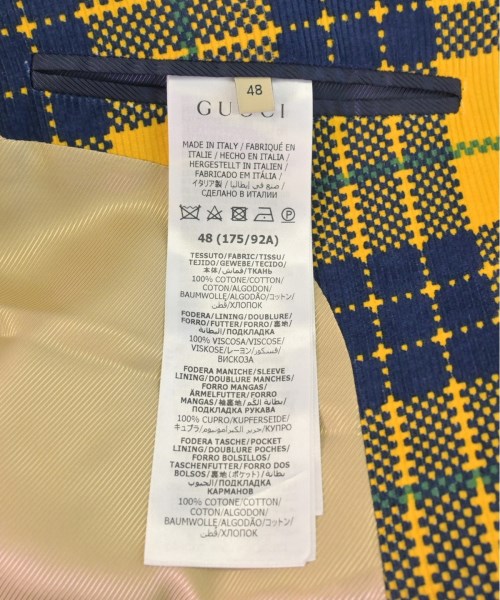 48
GUCCI
MADE IN ITALY / FABRIQUÉ EN
ITALIE / HECHO EN ITALIA /
HERGESTELLT IN ITALIEN /
FABRICADO EM ITÁLIA /
イタリア製 / صنع في إيطاليا /
СДЕЛАНО В ИТАЛИИ
48 (175/92A)
TESSUTO/FABRIC/TISSU/
TEJIDO/GEWEBE/TECIDO/
本体/قماش/ТКАНЬ
100% COTONE/COTTON/
COTON/ALGODON/
BAUMWOLLE/ALGODÃO/コットン/
قطن/ХЛОПОК
FODERA/LINING/DOUBLURE/
FORRO/FUTTER/FORRO/裏地/
البطانة/ПОДКЛАДКА
100% VISCOSA/VISCOSE/
VISKOSE/レーヨン/فسكوز/
ВИСКОЗА
FODERA MANICHE/SLEEVE
LINING/DOUBLURE MANCHES/
FORRO MANGAS/
ÄRMELFUTTER/FORRO
MANGAS/袖裏地/بطانة الكم/
ПОДКЛАДКА РУКАВА
100% CUPRO/KUPFERSEIDE/
キュプラ/حرير الكوبرامونيوم/КУПРО
FODERA TASCHE/POCKET
LINING/DOUBLURE POCHES/
FORRO BOLSILLOS/
TASCHENFUTTER/FORRO DOS
BOLSOS/裏地(ポケット)/بطانة
الجيوب/ПОДКЛАДКА
КАРМАНОВ
100% COTONE/COTTON/
COTON/ALGODON/
BAUMWOLLE/ALGODÃO/コットン/
قطن/ХЛОПОК